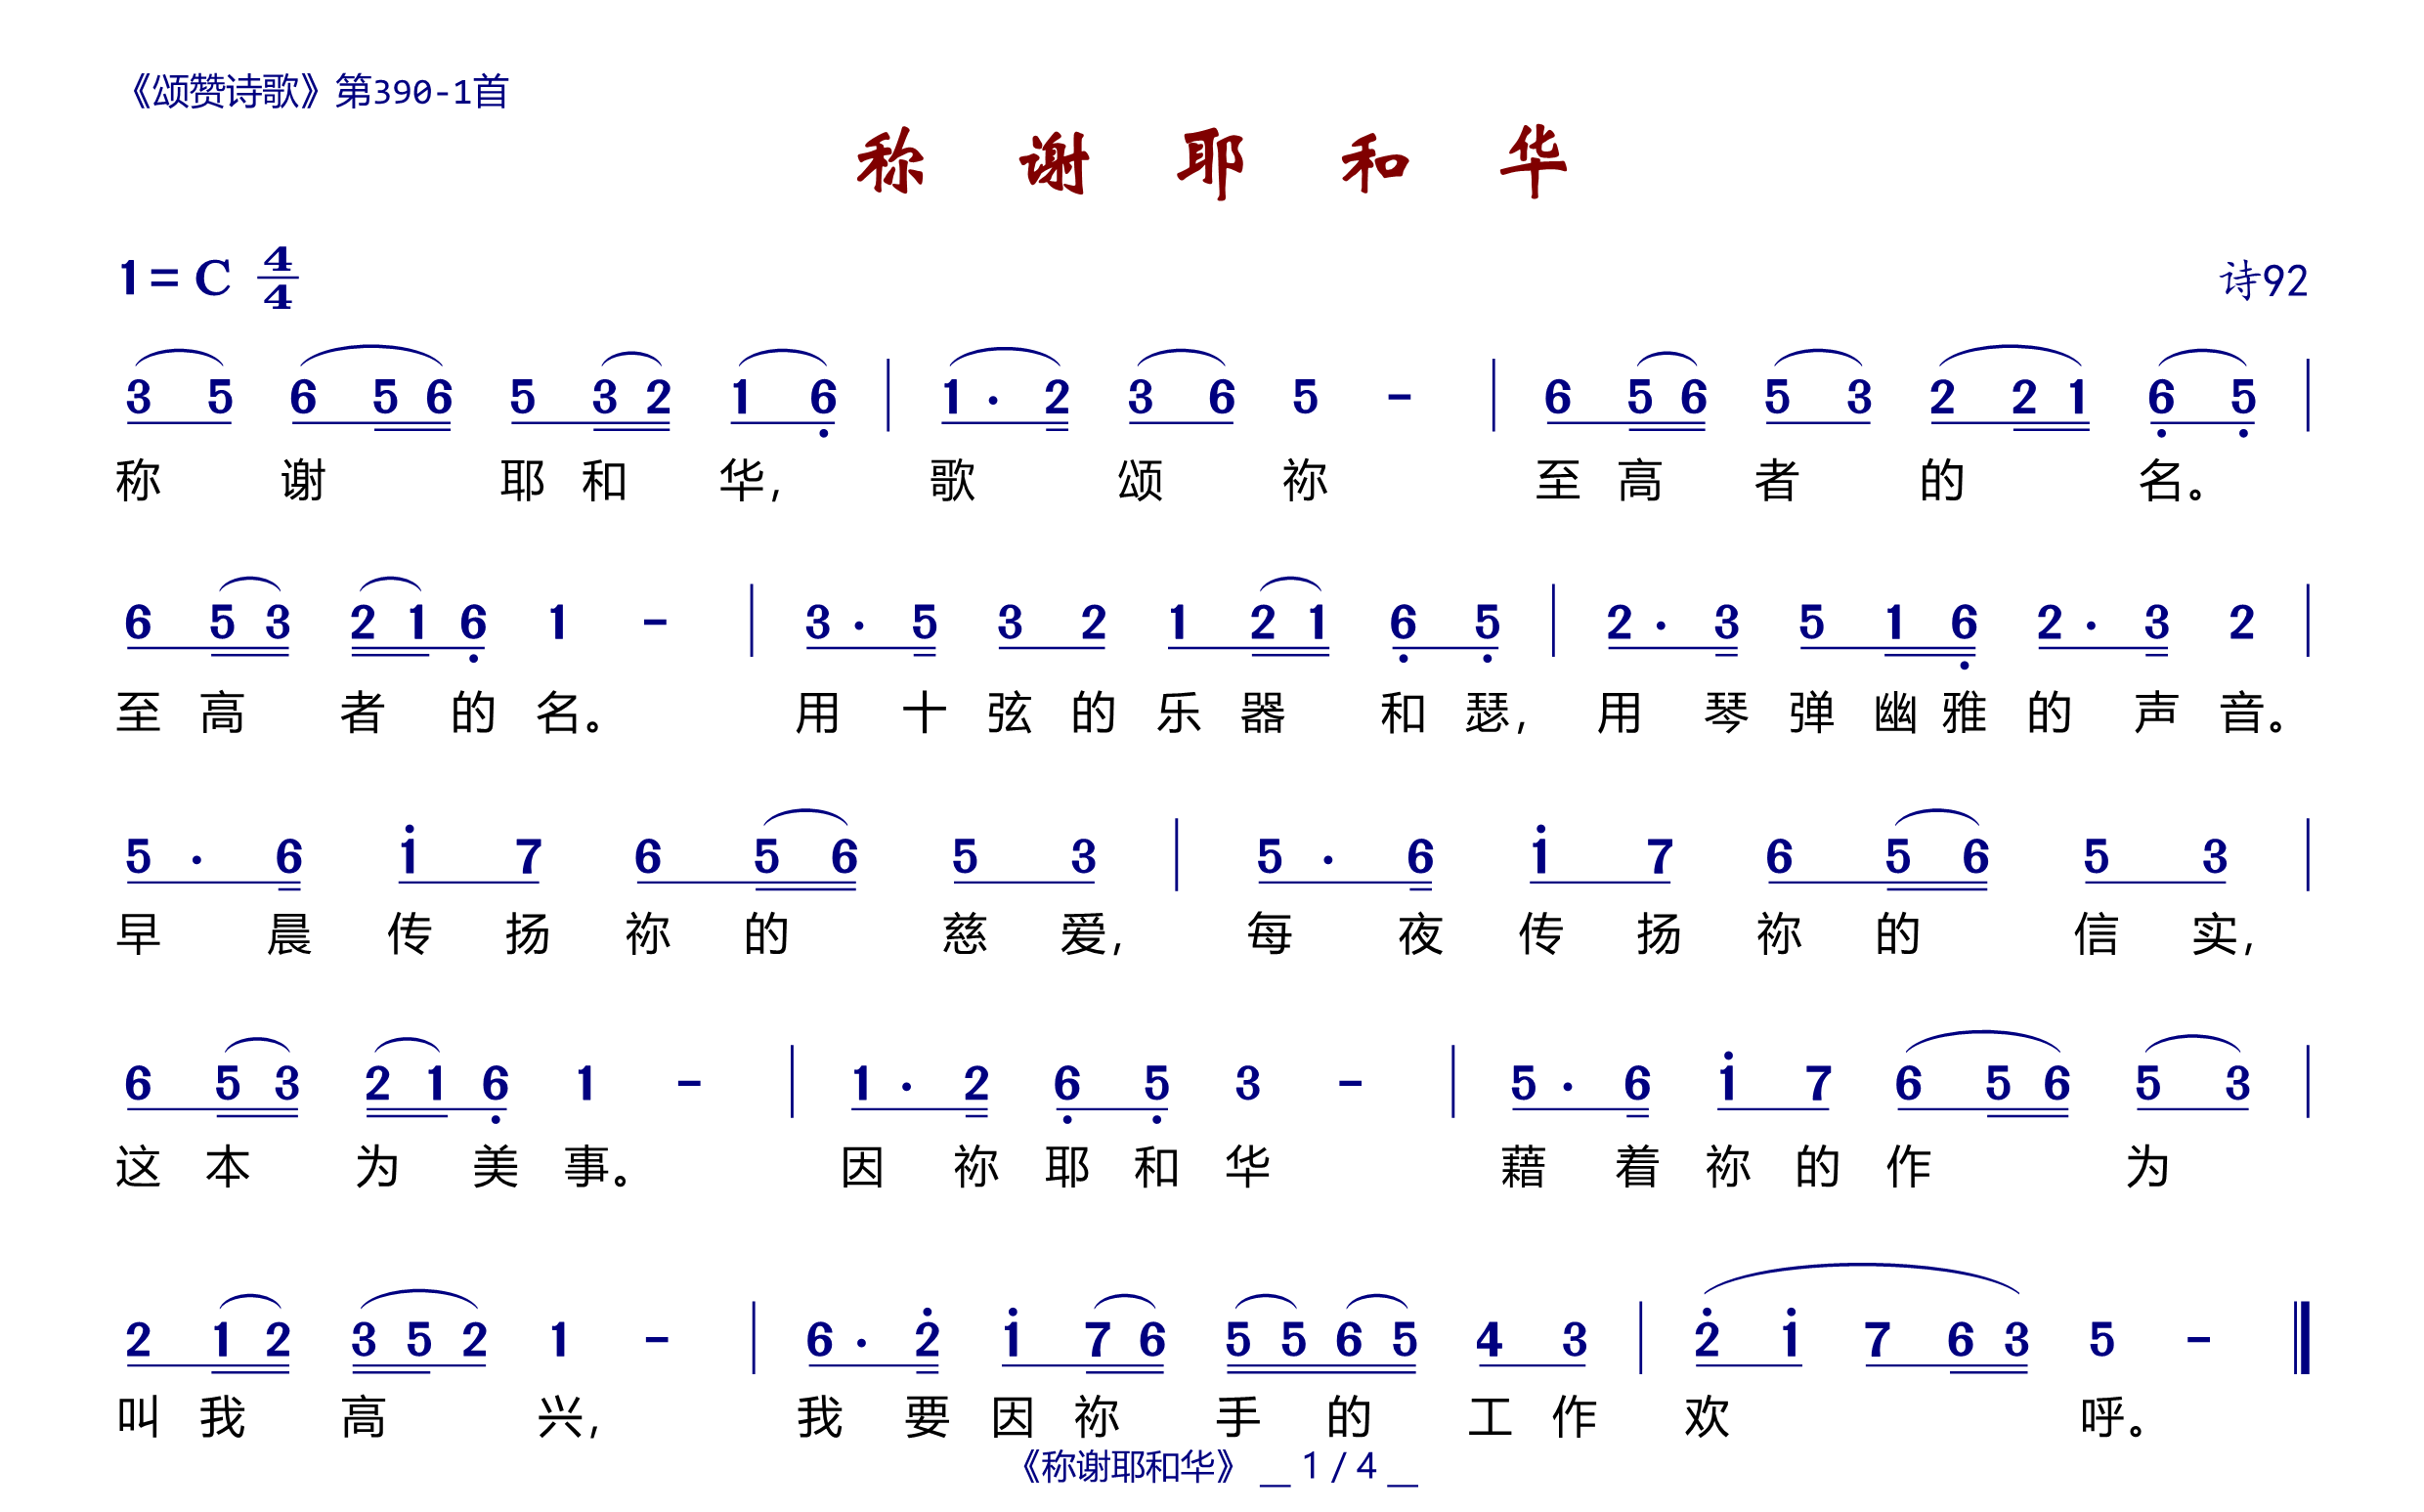 《颂赞诗歌》第390-1首
称谢耶和华
1=C 4/4
诗92
3 5 6 5 6 5 3 2 1 6 | 1 · 2 3 6 5 - | 6 5 6 5 3 2 2 1 6 5 |
称 谢 耶和 华, 歌 颂 祢 至高 者 的 名。
6 5 3 2 1 6 1 - | 3 · 5 3 2 1 2 1 6 5 | 2 · 3 5 1 6 2 · 3 2
至高 者 的名。 用 十弦的乐器 和瑟, 用 琴弹幽雅的 声音。
5 · 6 i 7 6 5 6 5 3 | 5 · 6 i 7 6 5 6 5 3 |
早 晨传扬祢的 慈爱, 每 夜传扬祢的 信实,
6 5 3 2 1 6 1 - | 1 · 2 6 5 3 - | 5 · 6 i 7 6 5 6 5 3 |
这本 为 美事。 因 祢耶和华 藉 着祢的作 为
2 1 2 3 5 2 1 - | 6 · 2 i 7 6 5 5 6 5 4 3 | 2 i 7 6 3 5 - ‖
叫我 高 兴, 我 要因祢 手 的 工作 欢 呼。
《称谢耶和华》 _ 1 / 4 _